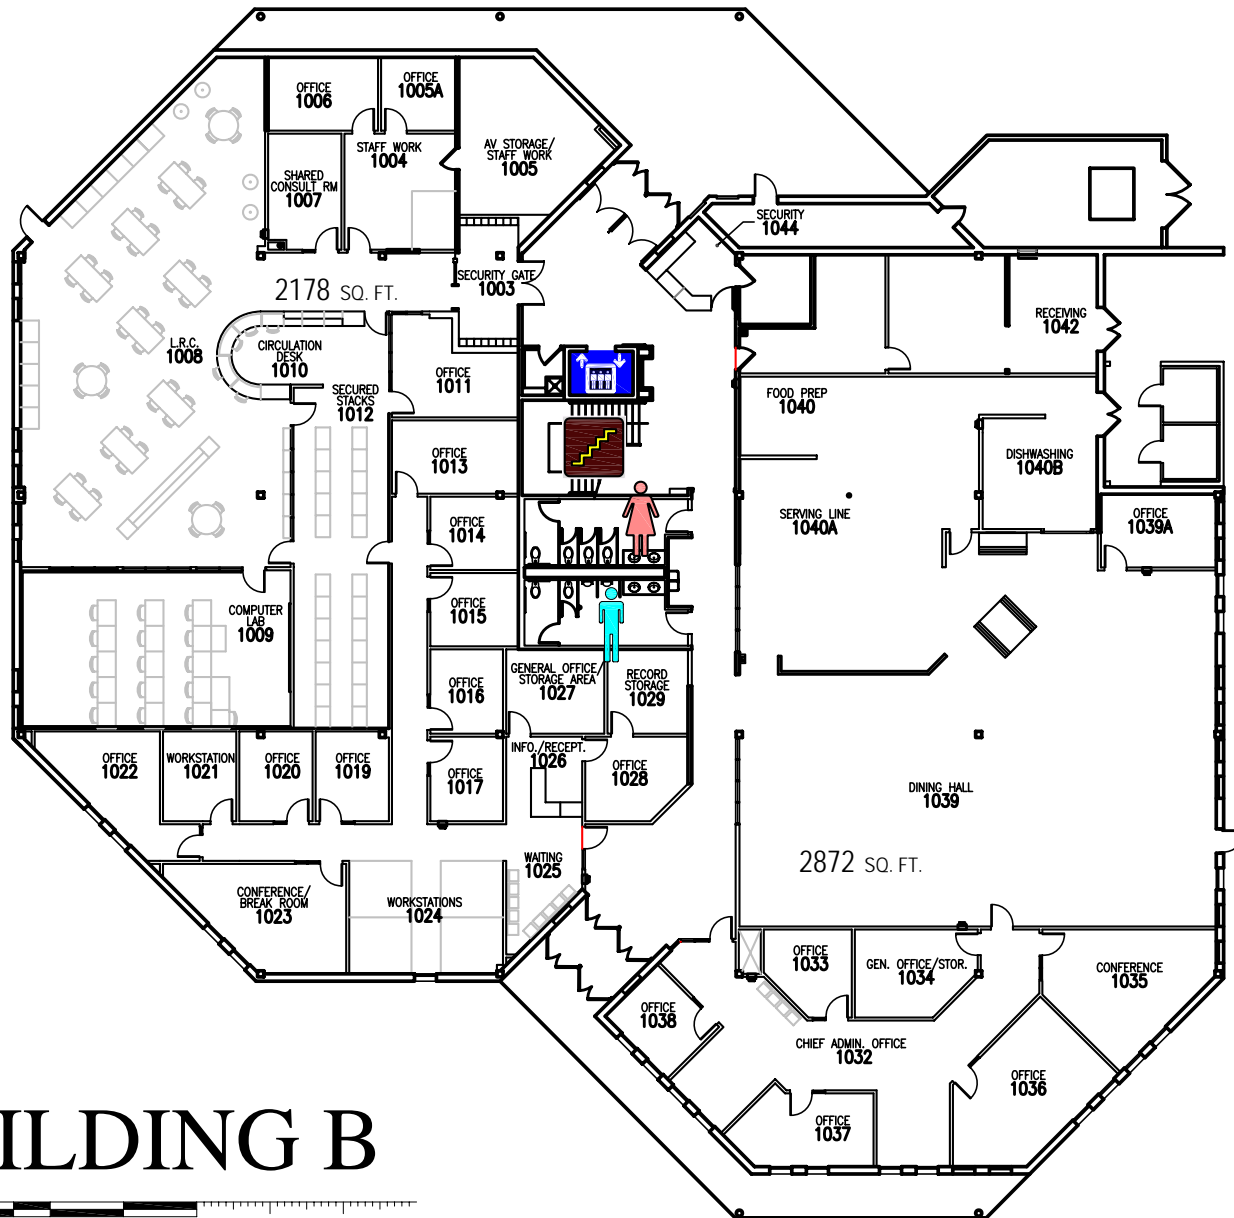 OFFICE
1006
OFFICE
1005A
STAFF WORK
1004
AV STORAGE/
STAFF WORK
1005
SHARED
CONSULT RM
1007
SECURITY
1044
SECURITY GATE
1003
2178 SQ. FT.
RECEIVING
1042
L.R.C.
1008
CIRCULATION
DESK
1010
OFFICE
1011
SECURED
STACKS
1012
FOOD PREP
1040
OFFICE
1013
DISHWASHING
1040B
SERVING LINE
1040A
OFFICE
1039A
OFFICE
1014
COMPUTER
LAB
1009
OFFICE
1015
OFFICE
1016
GENERAL OFFICE/
STORAGE AREA
1027
RECORD
STORAGE
1029
OFFICE
1022
WORKSTATION
1021
OFFICE
1020
OFFICE
1019
OFFICE
1017
INFO./RECEPT.
1026
OFFICE
1028
DINING HALL
1039
WAITING
1025
2872 SQ. FT.
CONFERENCE/
BREAK ROOM
1023
WORKSTATIONS
1024
OFFICE
1033
GEN. OFFICE/STOR.
1034
CONFERENCE
1035
OFFICE
1038
CHIEF ADMIN. OFFICE
1032
OFFICE
1036
OFFICE
1037
ILDING B